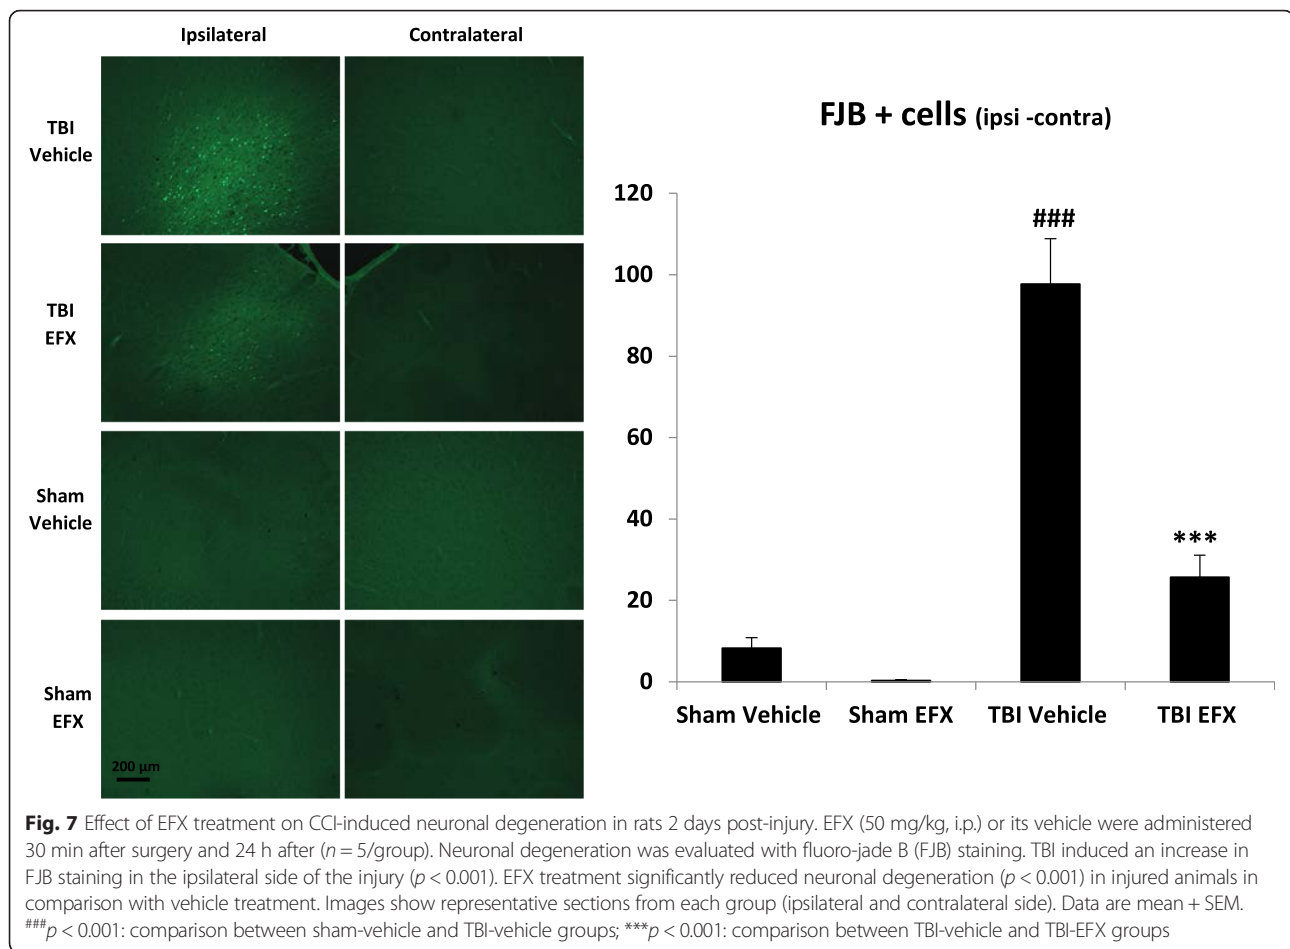 Ipsilateral Contralateral
TBI
Vehicle
TBI
EFX
Sham
Vehicle
Sham
EFX
200 µm
FJB + cells (ipsi -contra)
120
100
80
60
40
20
0
###
***
Sham Vehicle Sham EFX TBI Vehicle TBI EFX
Fig. 7 Effect of EFX treatment on CCI-induced neuronal degeneration in rats 2 days post-injury. EFX (50 mg/kg, i.p.) or its vehicle were administered
30 min after surgery and 24 h after (n = 5/group). Neuronal degeneration was evaluated with fluoro-jade B (FJB) staining. TBI induced an increase in
FJB staining in the ipsilateral side of the injury (p < 0.001). EFX treatment significantly reduced neuronal degeneration (p < 0.001) in injured animals in
comparison with vehicle treatment. Images show representative sections from each group (ipsilateral and contralateral side). Data are mean + SEM.
###p < 0.001: comparison between sham-vehicle and TBI-vehicle groups; ***p < 0.001: comparison between TBI-vehicle and TBI-EFX groups